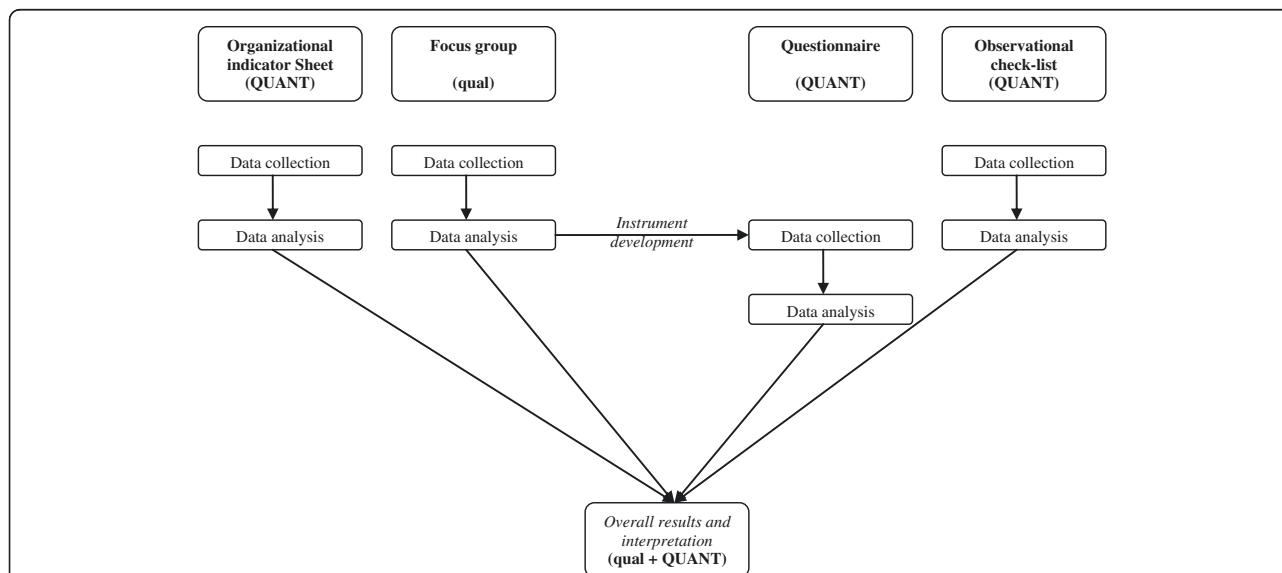 Organizational
indicator Sheet
(QUANT)
Focus group
(qual)
Questionnaire
(QUANT)
Observational
check-list
(QUANT)
Data collection
Data collection
Data collection
Data analysis
Data analysis
Instrument
development
Data collection
Data analysis
Data analysis
Overall results and
interpretation
(qual + QUANT)